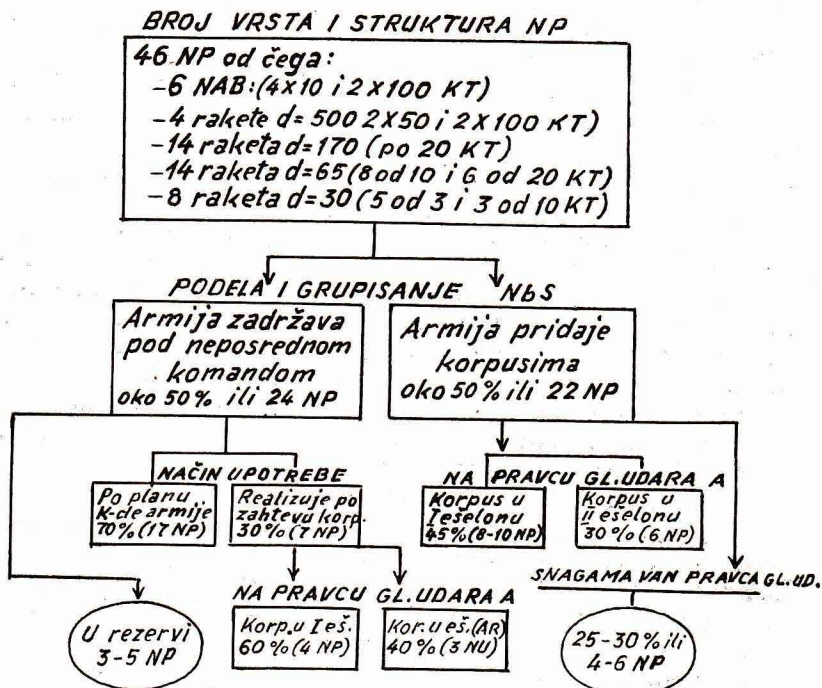 BROJ VRSTA I STRUKTURA NP
46 NP od čega:
-6 NAB:(4X10 i 2X100 KT)
-4 rakete d=500 2X50 i 2X100 KT)
-14 raketa d=170 (po 20 KT)
-14 raketa d=65(8 od 10 i 6 od 20 KT)
-8 raketa d=30(5 od 3 i 3 od 10 KT)
PODELA I GRUPISANJE NbS
Armija zadržava
pod neposrednom
komandom
oko 50% ili 24 NP
Armija pridaje
korpusima
oko 50% ili 22 NP
NAČIN UPOTREBE
Po planu
K-de armije
70% (17 NP)
Realizuje po
zahtevu korp.
30% (7 NP)
NA PRAVCU GL.UDARA A
Korpus u
I ešelonu
45% (8-10 NP)
Korpus u
II ešelonu
30% (6 NP)
SNAGAMA VAN PRAVCA GL.UD.
NA PRAVCU GL.UDARA A
U rezervi
3-5 NP
Korp.u I eš.
60% (4 NP)
Kor.u eš.(AR)
40% (3 NU)
25-30% ili
4-6 NP